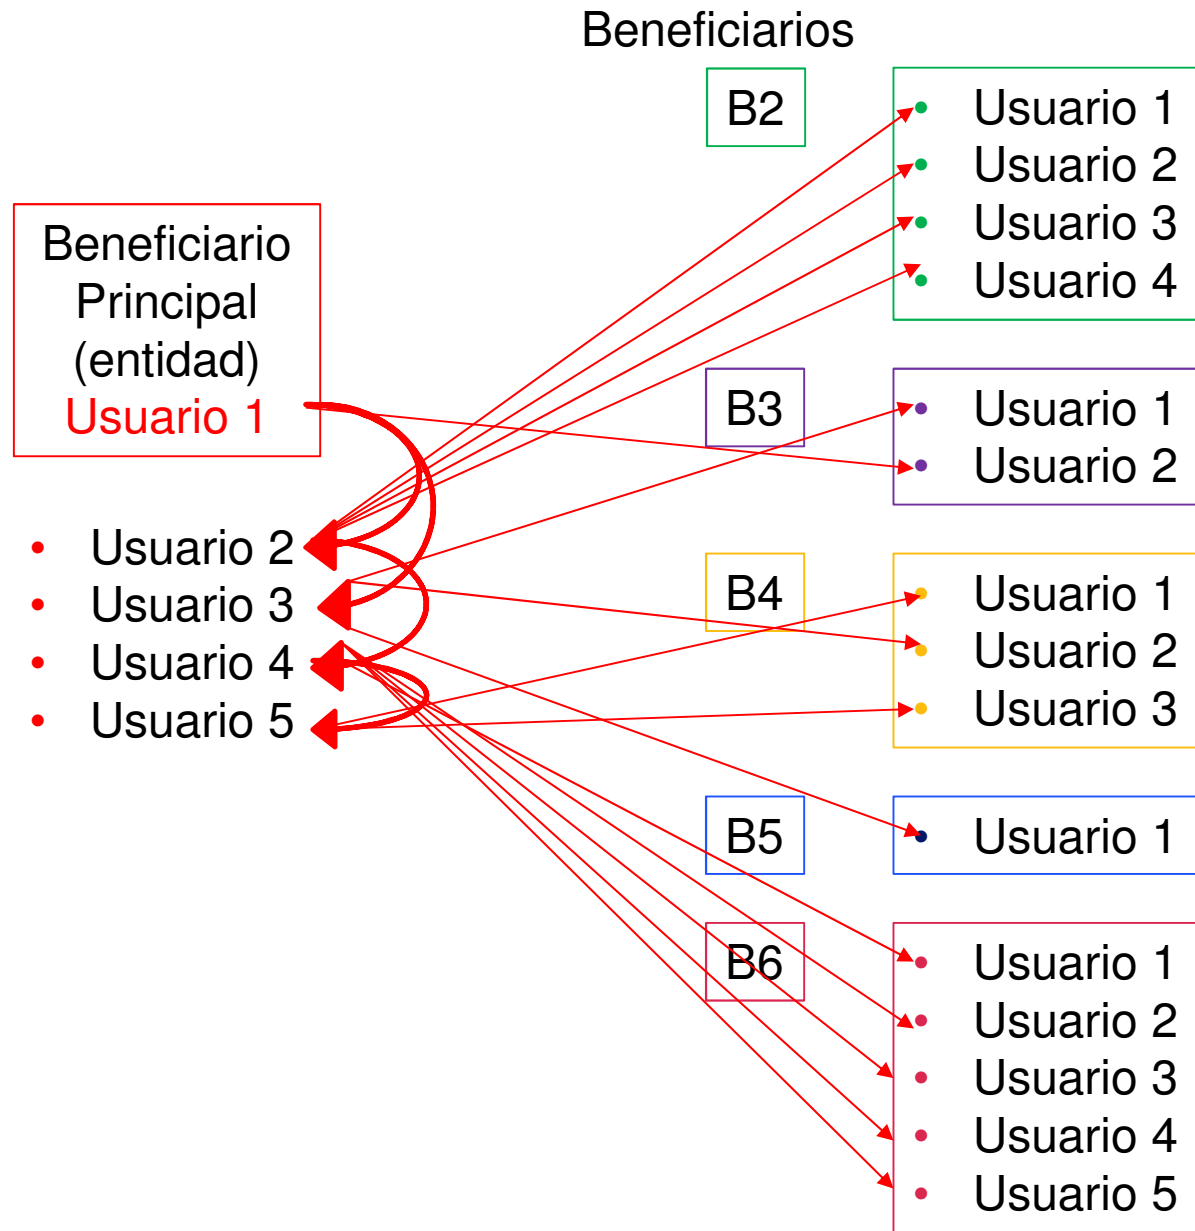 Beneficiarios
Beneficiario
Principal
(entidad)
Usuario 1
Usuario 2
Usuario 3
Usuario 4
Usuario 5
B2
Usuario 1
Usuario 2
Usuario 3
Usuario 4
B3
Usuario 1
Usuario 2
B4
Usuario 1
Usuario 2
Usuario 3
B5
Usuario 1
B6
Usuario 1
Usuario 2
Usuario 3
Usuario 4
Usuario 5